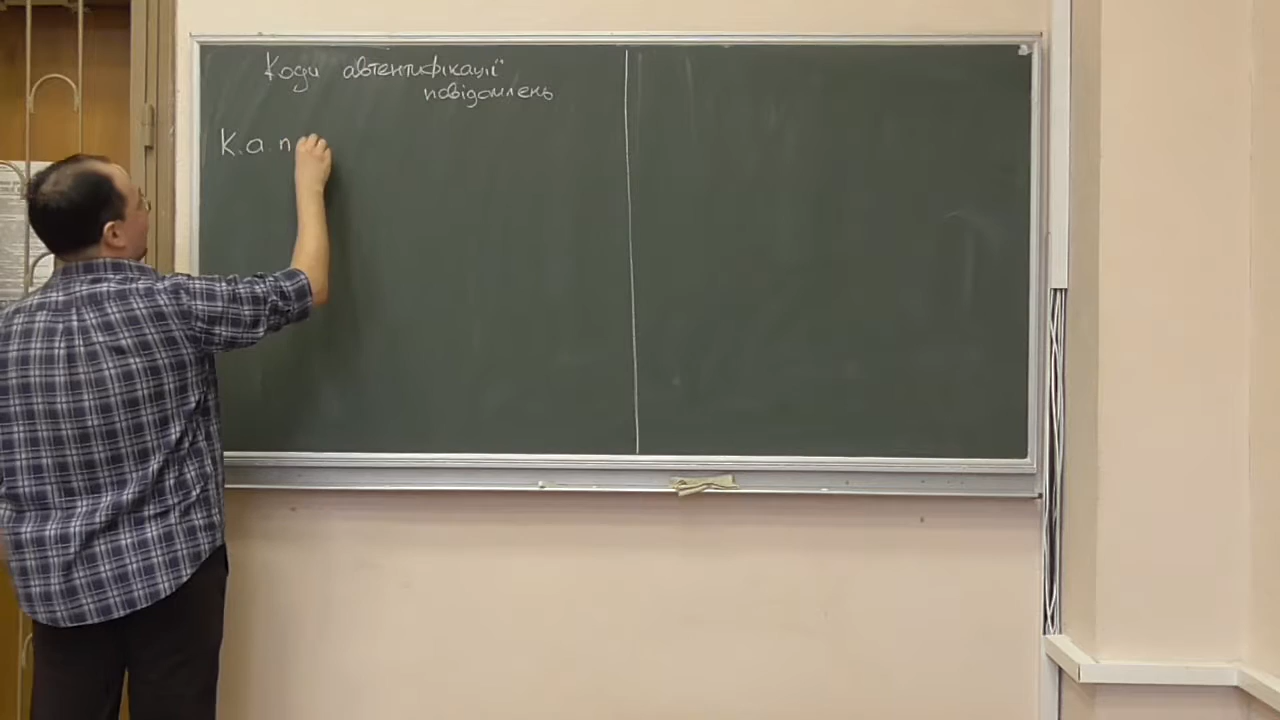 Коди автентифікації
повідомлень
К.а.п